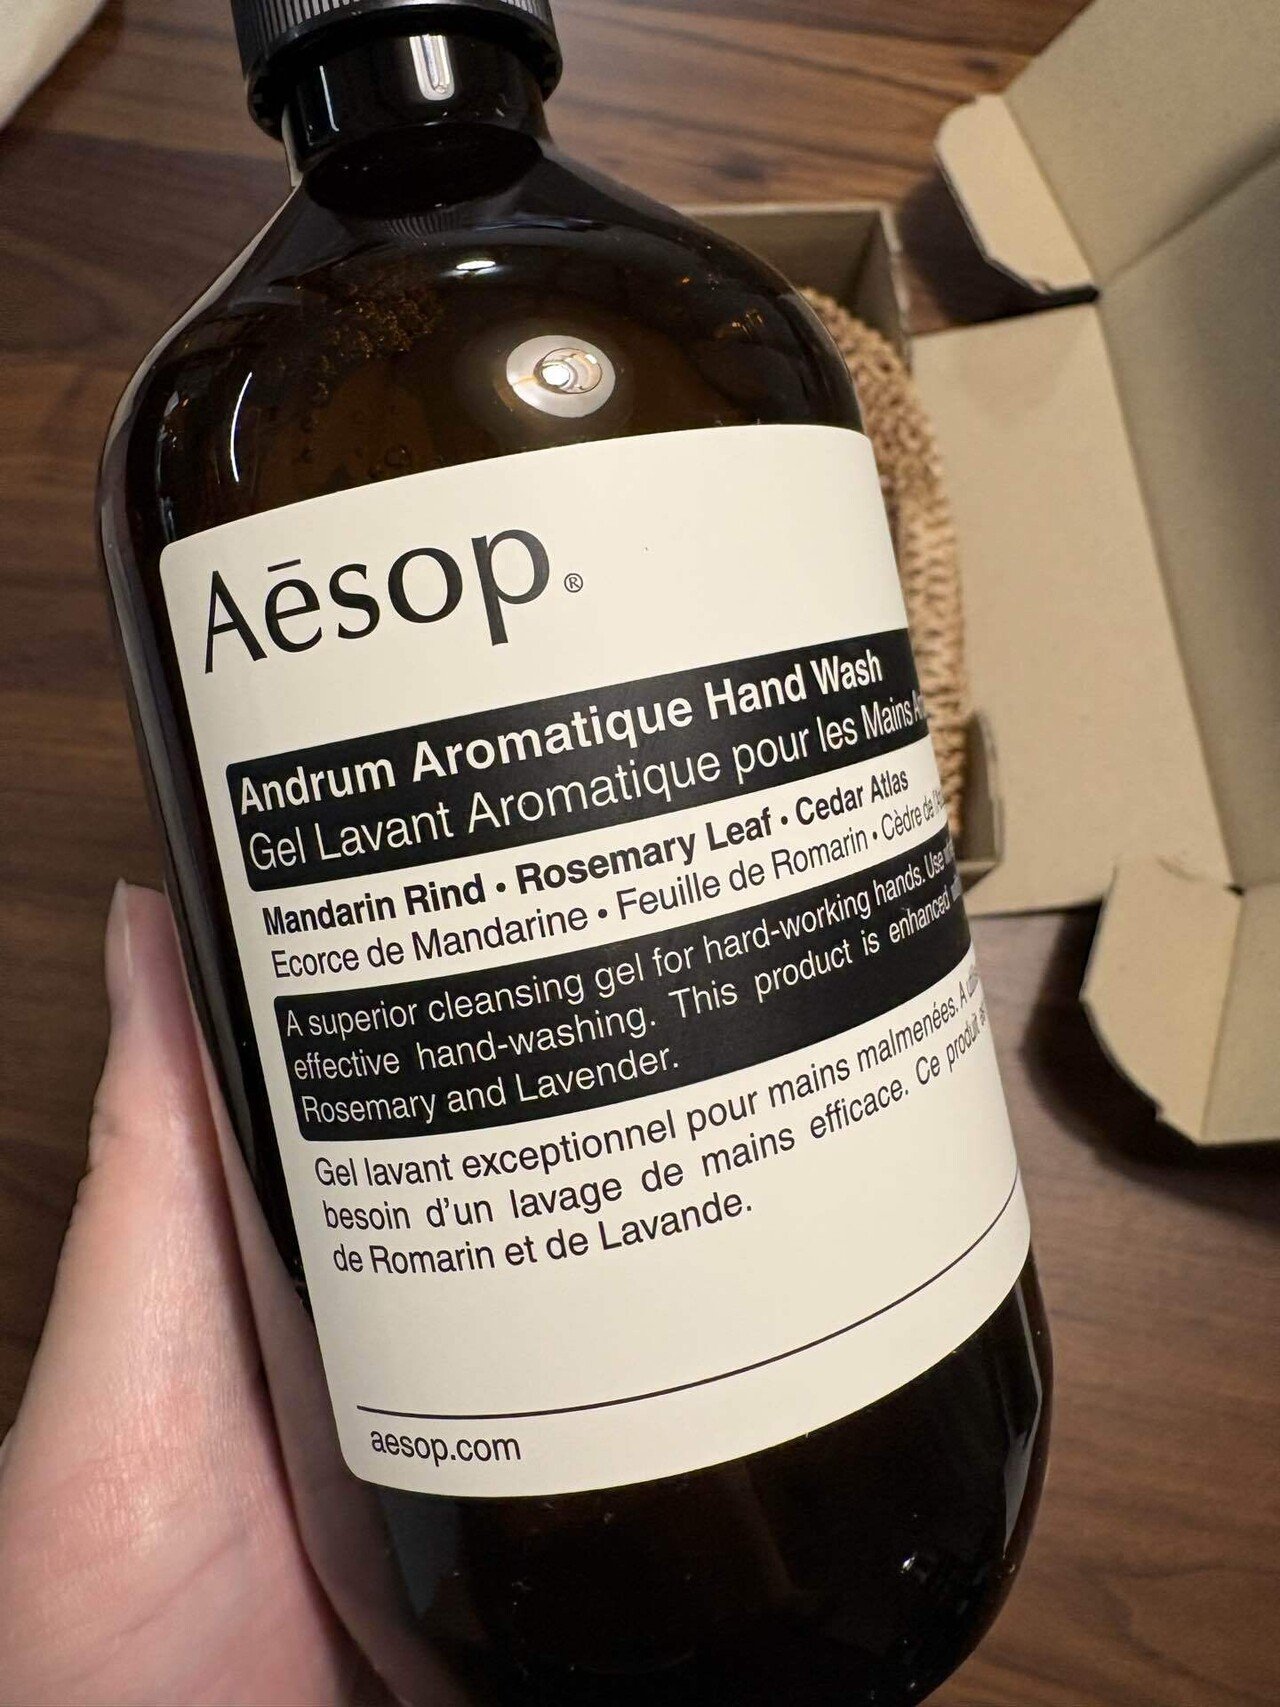 Aēsop®
Andrum Aromatique Hand Wash
Gel Lavant Aromatique pour les Mains
Mandarin Rind • Rosemary Leaf • Cedar Atlas
Ecorce de Mandarine • Feuille de Romarin • Cèdre de
A superior cleansing gel for hard-working hands. Use
effective hand-washing. This product is enhanced
Rosemary and Lavender.
Gel lavant exceptionnel pour mains malmenées. A
besoin d'un lavage de mains efficace. Ce produit
de Romarin et de Lavande.
aesop.com